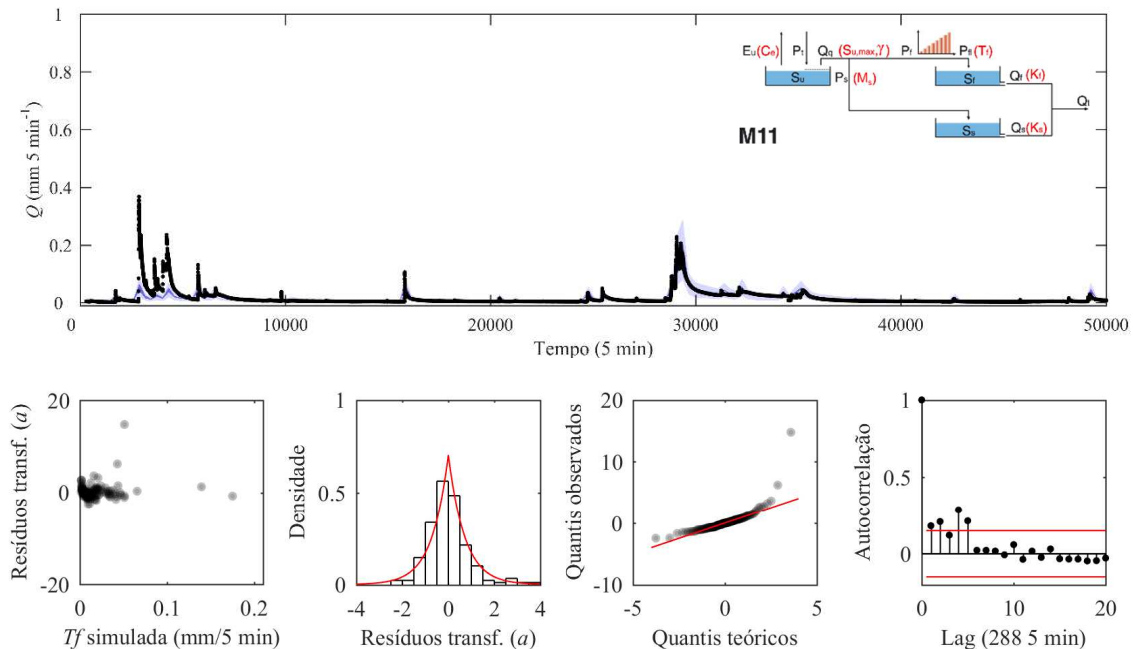 1
0.8
0.6
0.4
0.2
0
Q (mm 5 min⁻¹)
0 10000 20000 30000 40000 50000
Tempo (5 min)
M11
Eu(Ce) Pt Qq (Su,max,γ) Pf Pfl(Tf)
Su Ps (Ms) Sf Qf (Kf)
Qt
Ss Qs(Ks)
20
0
-20
Resíduos transf. (a)
0 0.1 0.2
Tf simulada (mm/5 min)
1
0.5
0
Densidade
-4 -2 0 2 4
Resíduos transf. (a)
20
10
0
-10
Quantis observados
-5 0 5
Quantis teóricos
1
0.5
0
Autocorrelação
0 10 20
Lag (288 5 min)